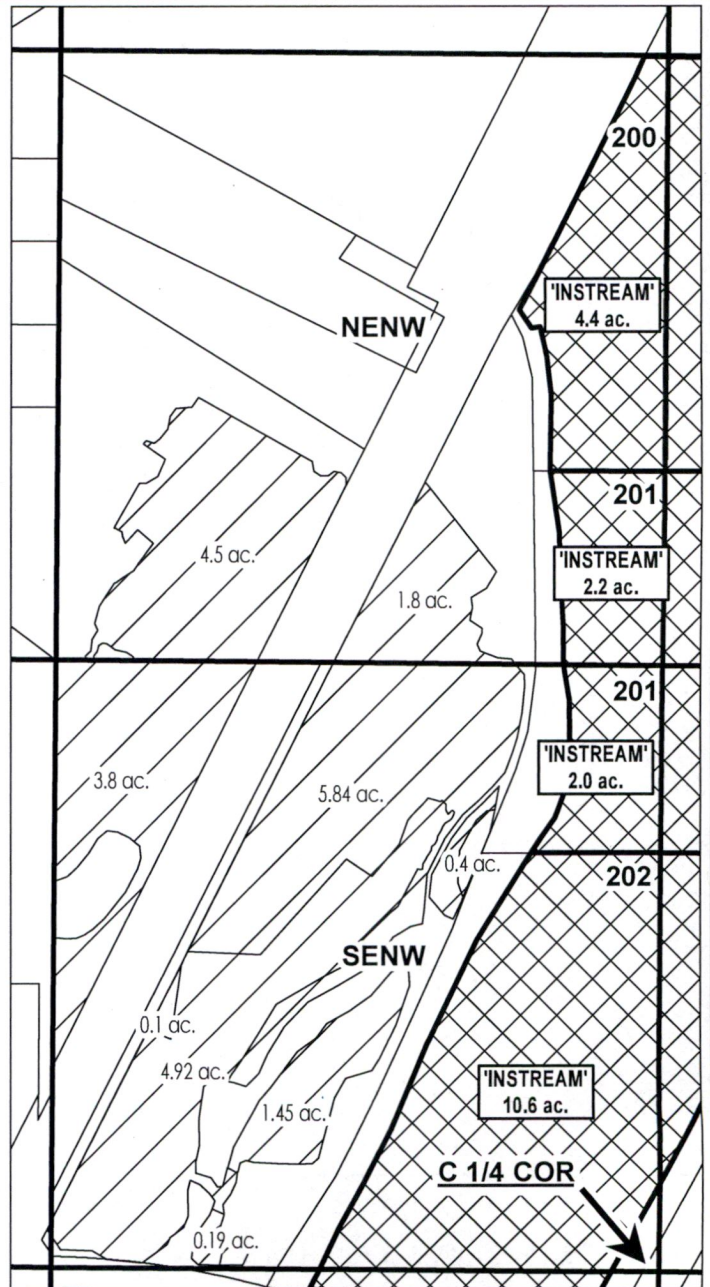 200
'INSTREAM'
4.4 ac.
NENW
201
'INSTREAM'
2.2 ac.
4.5 ac.
1.8 ac.
201
'INSTREAM'
2.0 ac.
3.8 ac.
5.84 ac.
0.4 ac.
202
SENW
0.1 ac.
4.92 ac.
'INSTREAM'
10.6 ac.
1.45 ac.
C 1/4 COR
0.19 ac.